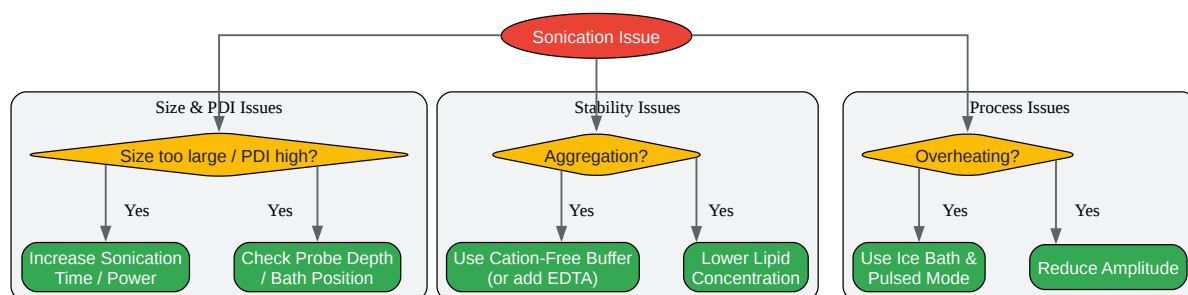 Sonication Issue
Size & PDI Issues
Stability Issues
Process Issues
Size too large / PDI high?
Aggregation?
Overheating?
Yes
Yes
Yes
Yes
Yes
Yes
Increase Sonication
Time / Power
Check Probe Depth
/ Bath Position
Use Cation-Free Buffer
(or add EDTA)
Lower Lipid
Concentration
Use Ice Bath &
Pulsed Mode
Reduce Amplitude